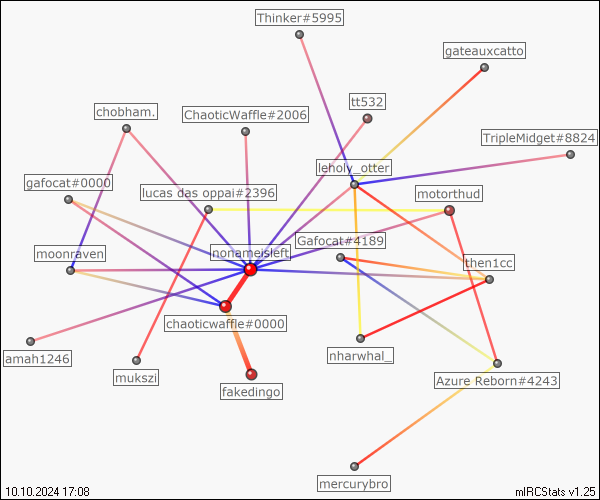 Thinker#5995
gateauxcatto
tt532
chobham.
ChaoticWaffle#2006
TripleMidget#8824
leholy_otter
gafocat#0000
lucas das oppai#2396
motorthud
Gafocat#4189
nonameisleft
moonraven
then1cc
chaoticwaffle#0000
amah1246
nharwhal_
mukszi
fakedingo
Azure Reborn#4243
mercurybro
10.10.2024 17:08
mIRCStats v1.25